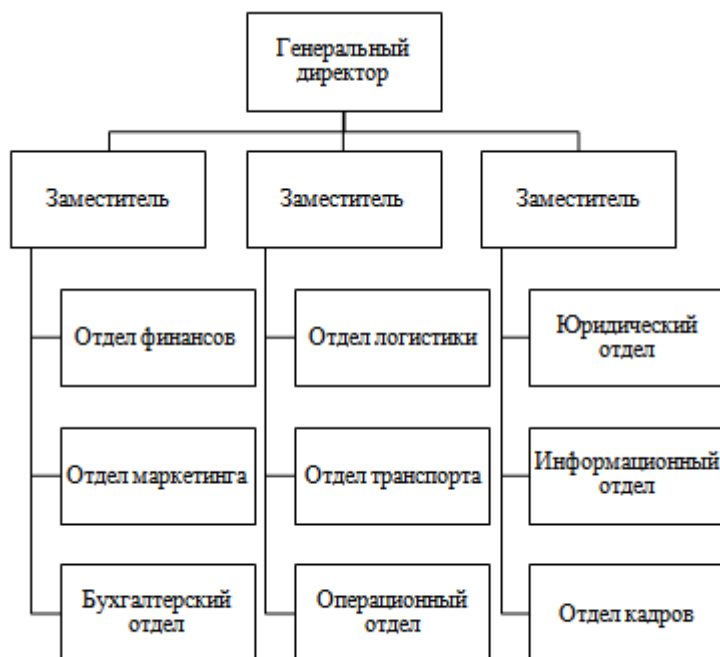 Генеральный
директор
Заместитель
Заместитель
Заместитель
Отдел финансов
Отдел логистики
Юридический
отдел
Отдел маркетинга
Отдел транспорта
Информационный
отдел
Бухгалтерский
отдел
Операционный
отдел
Отдел кадров